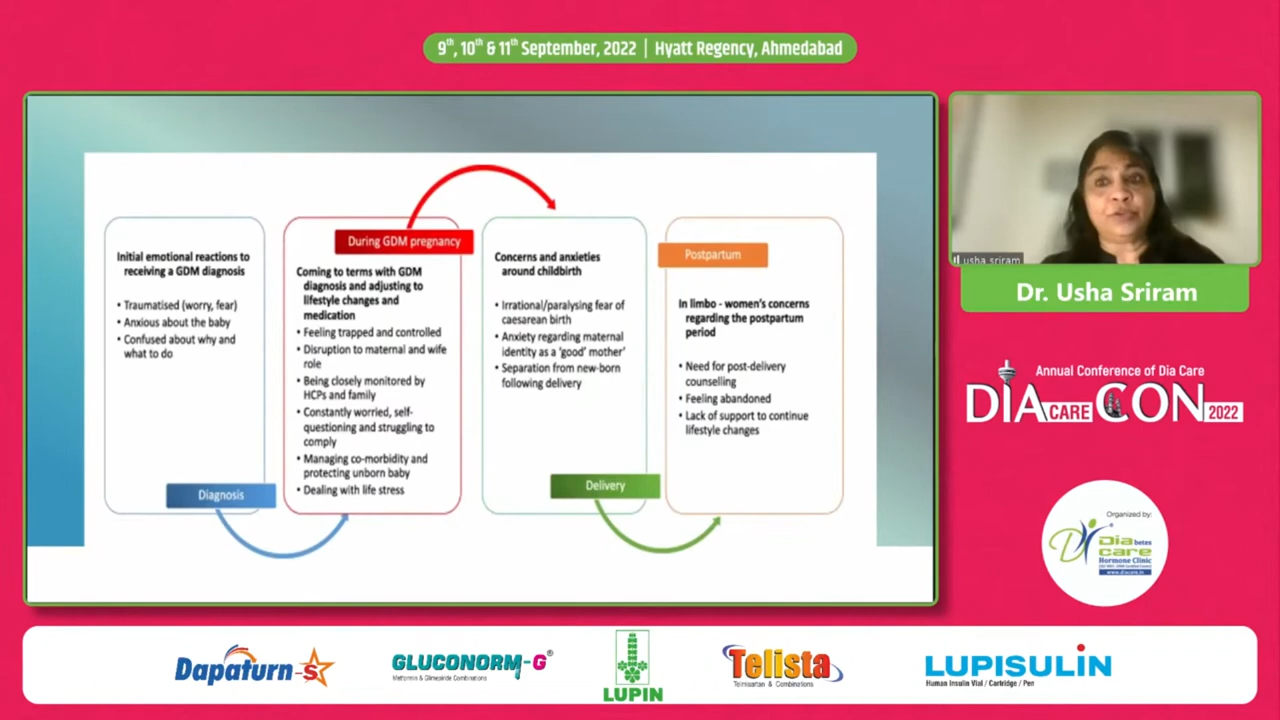 9th, 10th & 11th September, 2022 | Hyatt Regency, Ahmedabad
Initial emotional reactions to
receiving a GDM diagnosis
• Traumatised (worry, fear)
• Anxious about the baby
• Confused about why and
what to do
Diagnosis
During GDM pregnancy
Coming to terms with GDM
diagnosis and adjusting to
lifestyle changes and
medication
• Feeling trapped and controlled
• Disruption to maternal and wife
role
• Being closely monitored by
HCPs and family
• Constantly worried, self-
questioning and struggling to
comply
• Managing co-morbidity and
protecting unborn baby
• Dealing with life stress
Concerns and anxieties
around childbirth
• Irrational/paralysing fear of
caesarean birth
• Anxiety regarding maternal
identity as a 'good' mother'
• Separation from new-born
following delivery
Delivery
Postpartum
In limbo - women's concerns
regarding the postpartum
period
• Need for post-delivery
counselling
• Feeling abandoned
• Lack of support to continue
lifestyle changes
usha sriram
Dr. Usha Sriram
Annual Conference of Dia Care
DIA CARE CON 2022
Organized by:
Diabetes
care
Hormone Clinic
www.diacare.in
Dapaturn-S
GLUCONORM-G®
Metformin & Glimepiride Combinations
LUPIN
Telista
Telmisartan & Combinations
LUPISULIN
Human Insulin Vial / Cartridge / Pen